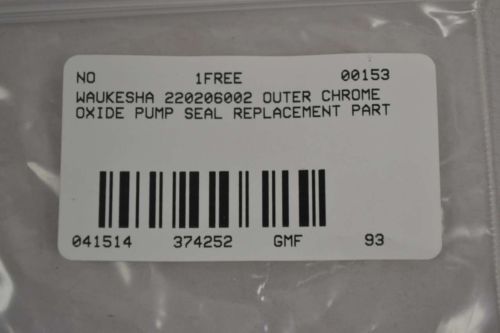 NO 1FREE 00153
WAUKESHA 220206002 OUTER CHROME
OXIDE PUMP SEAL REPLACEMENT PART
041514 374252 GMF 93